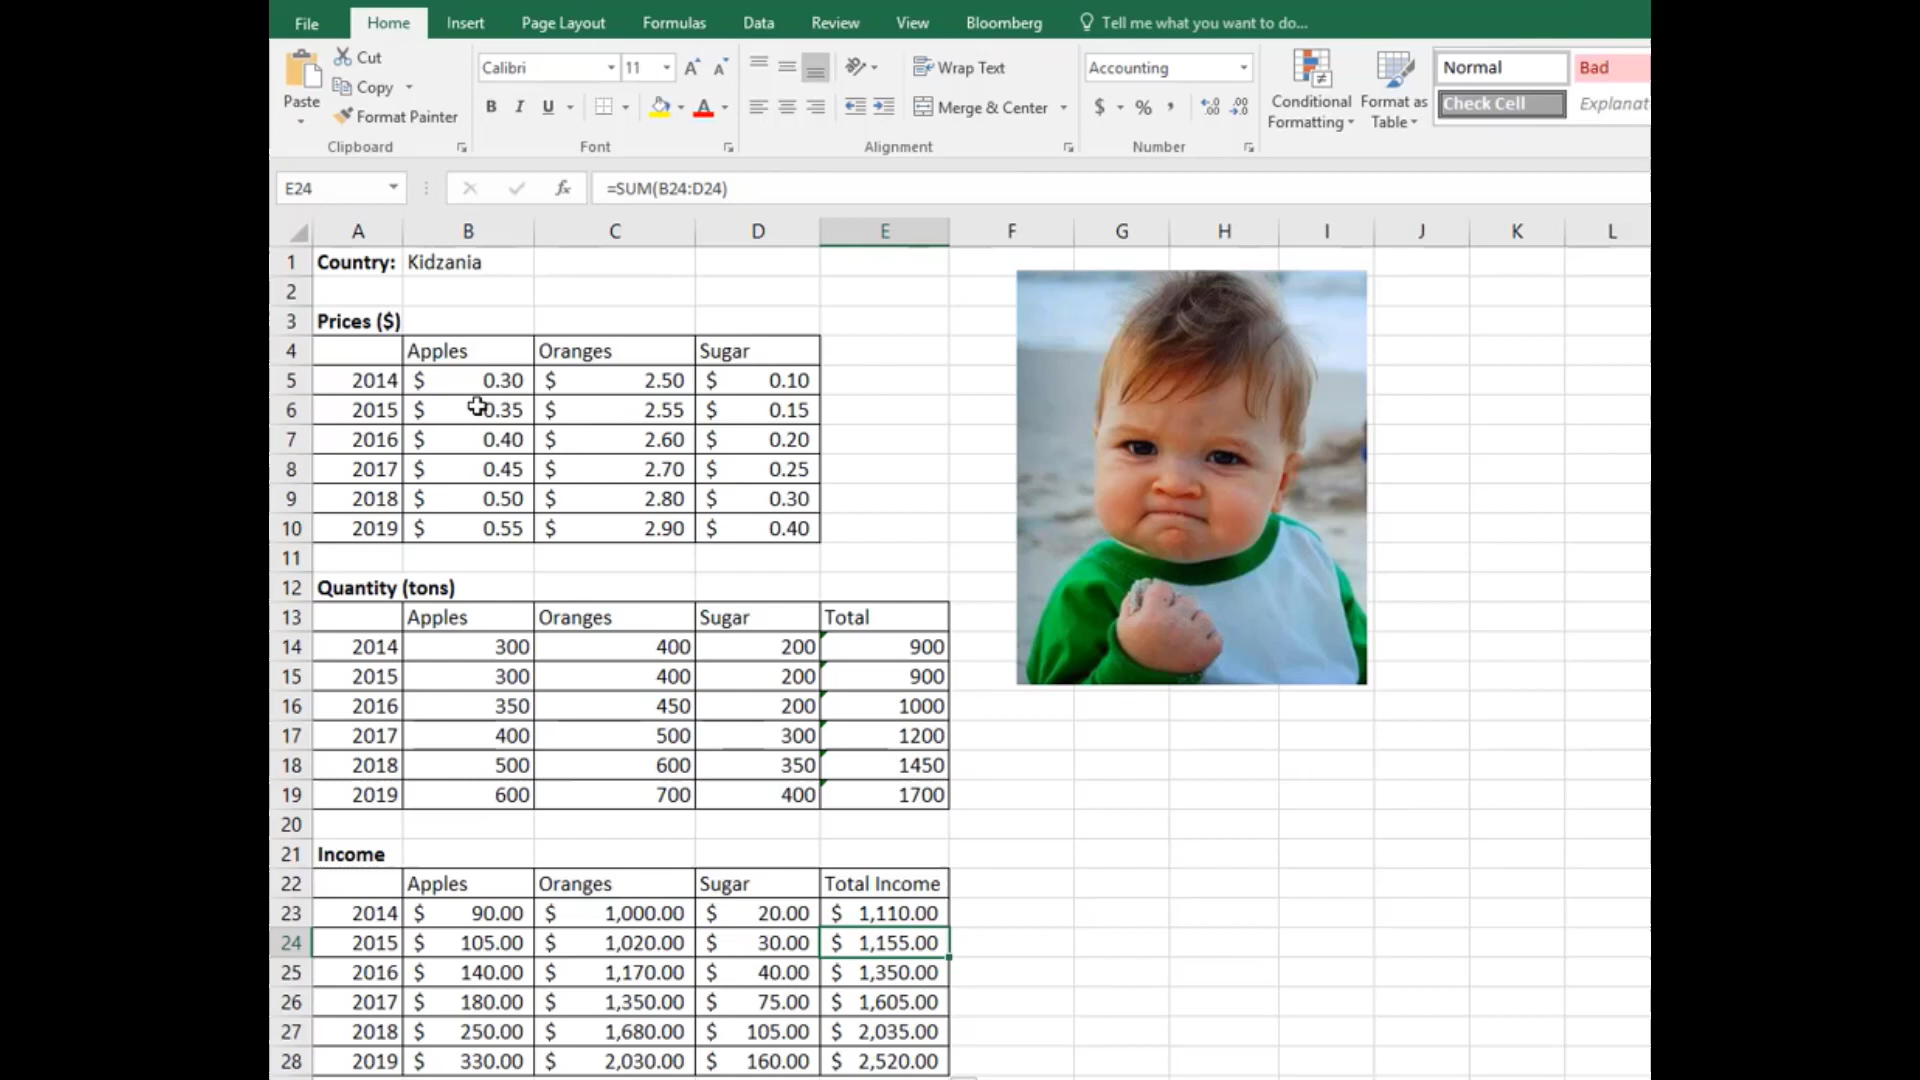 File Home Insert Page Layout Formulas Data Review View Bloomberg Tell me what you want to do...
Cut
Copy
Format Painter
Paste
Clipboard
Calibri 11
B I U A
Font
Wrap Text
Merge & Center
Alignment
Accounting
$ % ,
Number
Conditional Formatting
Format as Table
Normal Bad
Check Cell Explanat
E24 fx =SUM(B24:D24)
A B C D E F G H I J K L
1 Country: Kidzania
2
3 Prices ($)
4 Apples Oranges Sugar
5 2014 $ 0.30 $ 2.50 $ 0.10
6 2015 $ 0.35 $ 2.55 $ 0.15
7 2016 $ 0.40 $ 2.60 $ 0.20
8 2017 $ 0.45 $ 2.70 $ 0.25
9 2018 $ 0.50 $ 2.80 $ 0.30
10 2019 $ 0.55 $ 2.90 $ 0.40
11
12 Quantity (tons)
13 Apples Oranges Sugar Total
14 2014 300 400 200 900
15 2015 300 400 200 900
16 2016 350 450 200 1000
17 2017 400 500 300 1200
18 2018 500 600 350 1450
19 2019 600 700 400 1700
20
21 Income
22 Apples Oranges Sugar Total Income
23 2014 $ 90.00 $ 1,000.00 $ 20.00 $ 1,110.00
24 2015 $ 105.00 $ 1,020.00 $ 30.00 $ 1,155.00
25 2016 $ 140.00 $ 1,170.00 $ 40.00 $ 1,350.00
26 2017 $ 180.00 $ 1,350.00 $ 75.00 $ 1,605.00
27 2018 $ 250.00 $ 1,680.00 $ 105.00 $ 2,035.00
28 2019 $ 330.00 $ 2,030.00 $ 160.00 $ 2,520.00